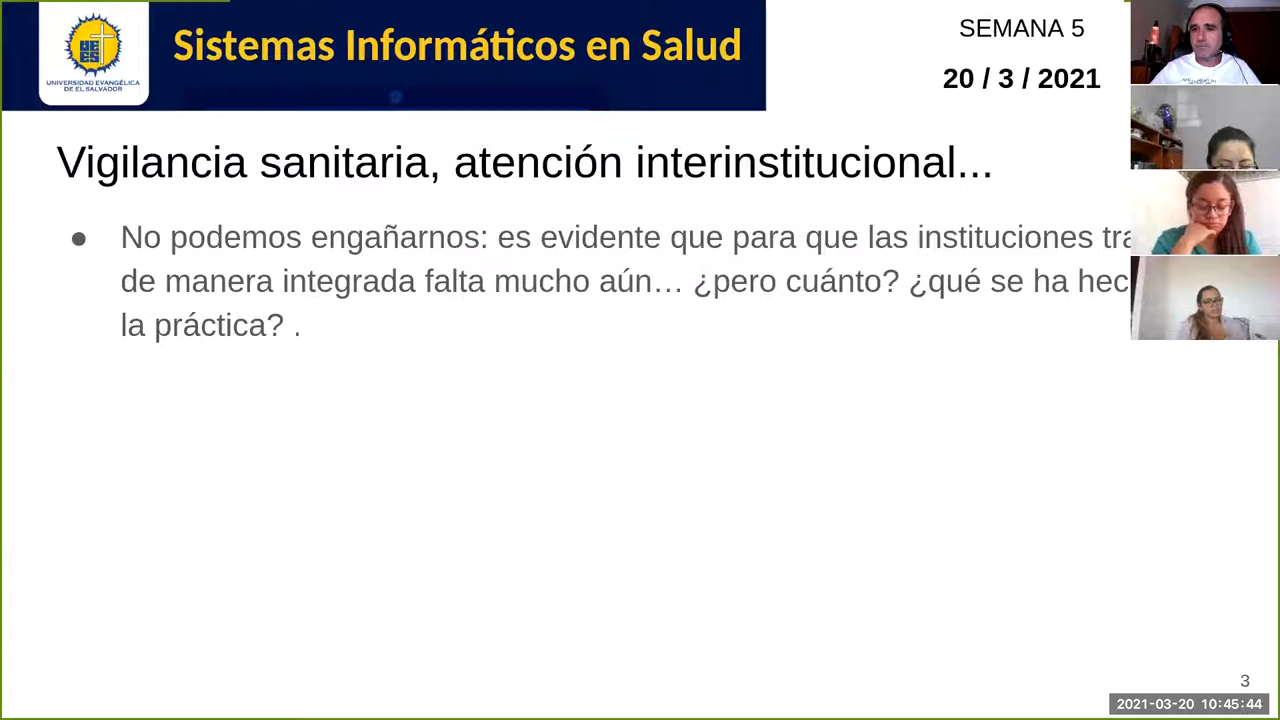 UNIVERSIDAD EVANGÉLICA
DE EL SALVADOR
Sistemas Informáticos en Salud
SEMANA 5
20 / 3 / 2021
Vigilancia sanitaria, atención interinstitucional...
● No podemos engañarnos: es evidente que para que las instituciones
de manera integrada falta mucho aún… ¿pero cuánto? ¿qué se ha
la práctica? .
3
2021-03-20 10:45:44